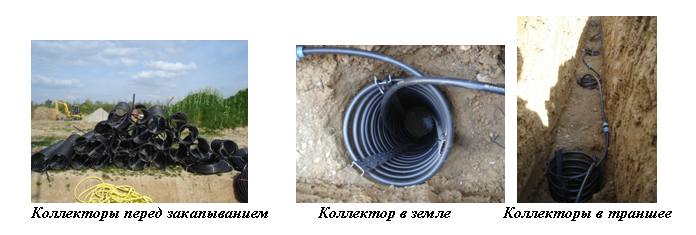 Коллекторы перед закапыванием
Коллектор в земле
Коллекторы в траншее